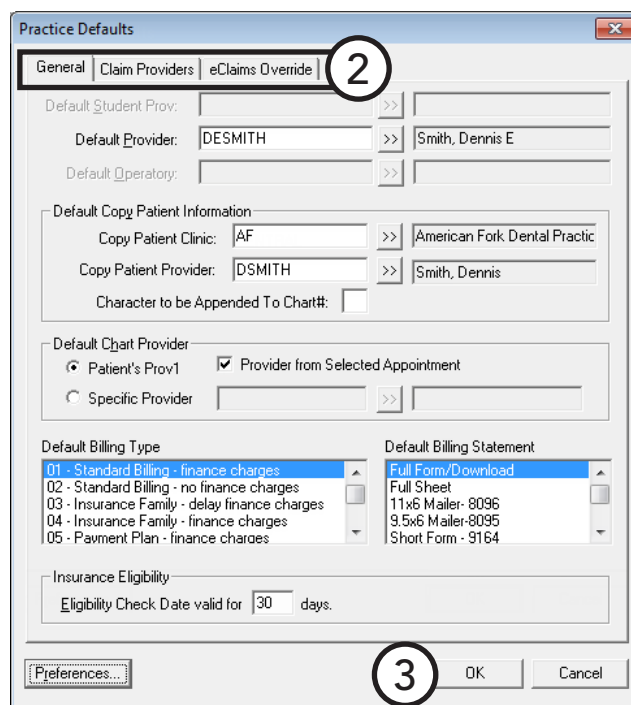 Practice Defaults
General Claim Providers eClaims Override 2
Default Student Prov: >>
Default Provider: DESMITH >> Smith, Dennis E
Default Operatory: >>
Default Copy Patient Information
Copy Patient Clinic: AF >> American Fork Dental Practic
Copy Patient Provider: DSMITH >> Smith, Dennis
Character to be Appended To Chart#:
Default Chart Provider
Patient's Prov1 Provider from Selected Appointment
Specific Provider >>
Default Billing Type Default Billing Statement
01 - Standard Billing - finance charges Full Form/Download
02 - Standard Billing - no finance charges Full Sheet
03 - Insurance Family - delay finance charges 11x6 Mailer- 8096
04 - Insurance Family - finance charges 9.5x6 Mailer-8095
05 - Payment Plan - finance charges Short Form - 9164
Insurance Eligibility
Eligibility Check Date valid for 30 days.
Preferences... 3 OK Cancel